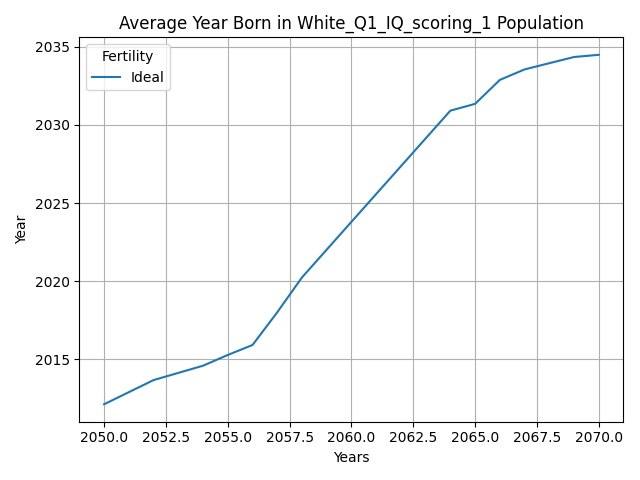 Average Year Born in White_Q1_IQ_scoring_1 Population
Fertility
Ideal
2035
2030
2025
2020
2015
Year
2050.0 2052.5 2055.0 2057.5 2060.0 2062.5 2065.0 2067.5 2070.0
Years